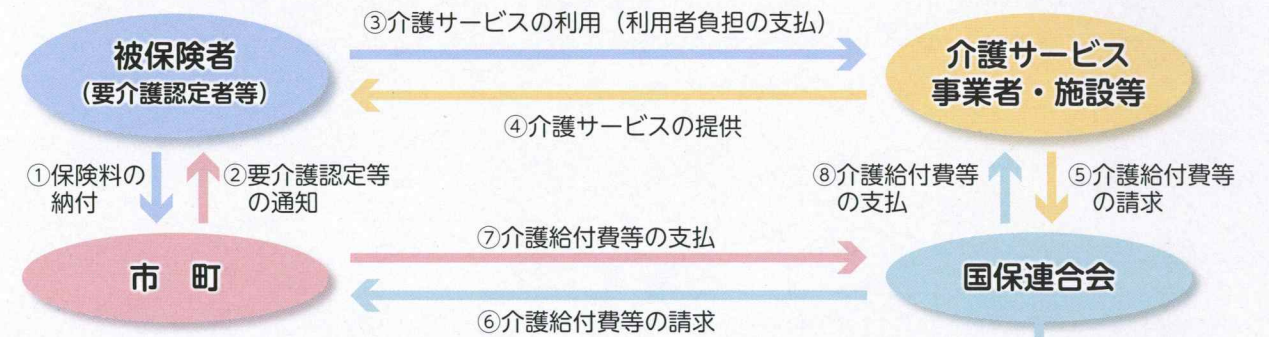 ③介護サービスの利用（利用者負担の支払）
被保険者
（要介護認定者等）
介護サービス
事業者・施設等
④介護サービスの提供
①保険料の
納付
②要介護認定等
の通知
⑧介護給付費等
の支払
⑤介護給付費等
の請求
⑦介護給付費等の支払
市　町
国保連合会
⑥介護給付費等の請求